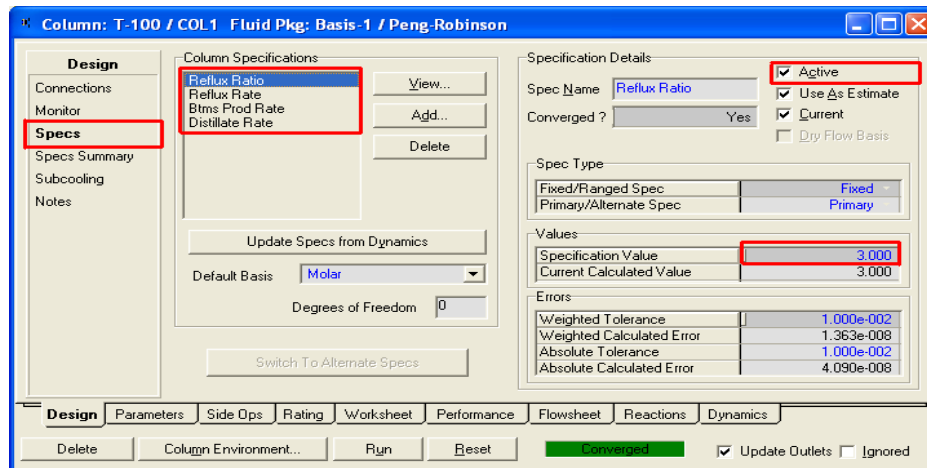 Column: T-100 / COL1 Fluid Pkg: Basis-1 / Peng-Robinson
Design
Connections
Monitor
Specs
Specs Summary
Subcooling
Notes
Column Specifications
Reflux Ratio
Reflux Rate
Btms Prod Rate
Distillate Rate
View...
Add...
Delete
Update Specs from Dynamics
Default Basis Molar
Degrees of Freedom 0
Switch To Alternate Specs
Specification Details
Spec Name Reflux Ratio
Converged ? Yes
Active
Use As Estimate
Current
Dry Flow Basis
Spec Type
Fixed/Ranged Spec Fixed
Primary/Alternate Spec Primary
Values
Specification Value 3.000
Current Calculated Value 3.000
Errors
Weighted Tolerance 1.000e-002
Weighted Calculated Error 1.363e-008
Absolute Tolerance 1.000e-002
Absolute Calculated Error 4.090e-008
Design Parameters Side Ops Rating Worksheet Performance Flowsheet Reactions Dynamics
Delete Column Environment... Run Reset Converged Update Outlets Ignored